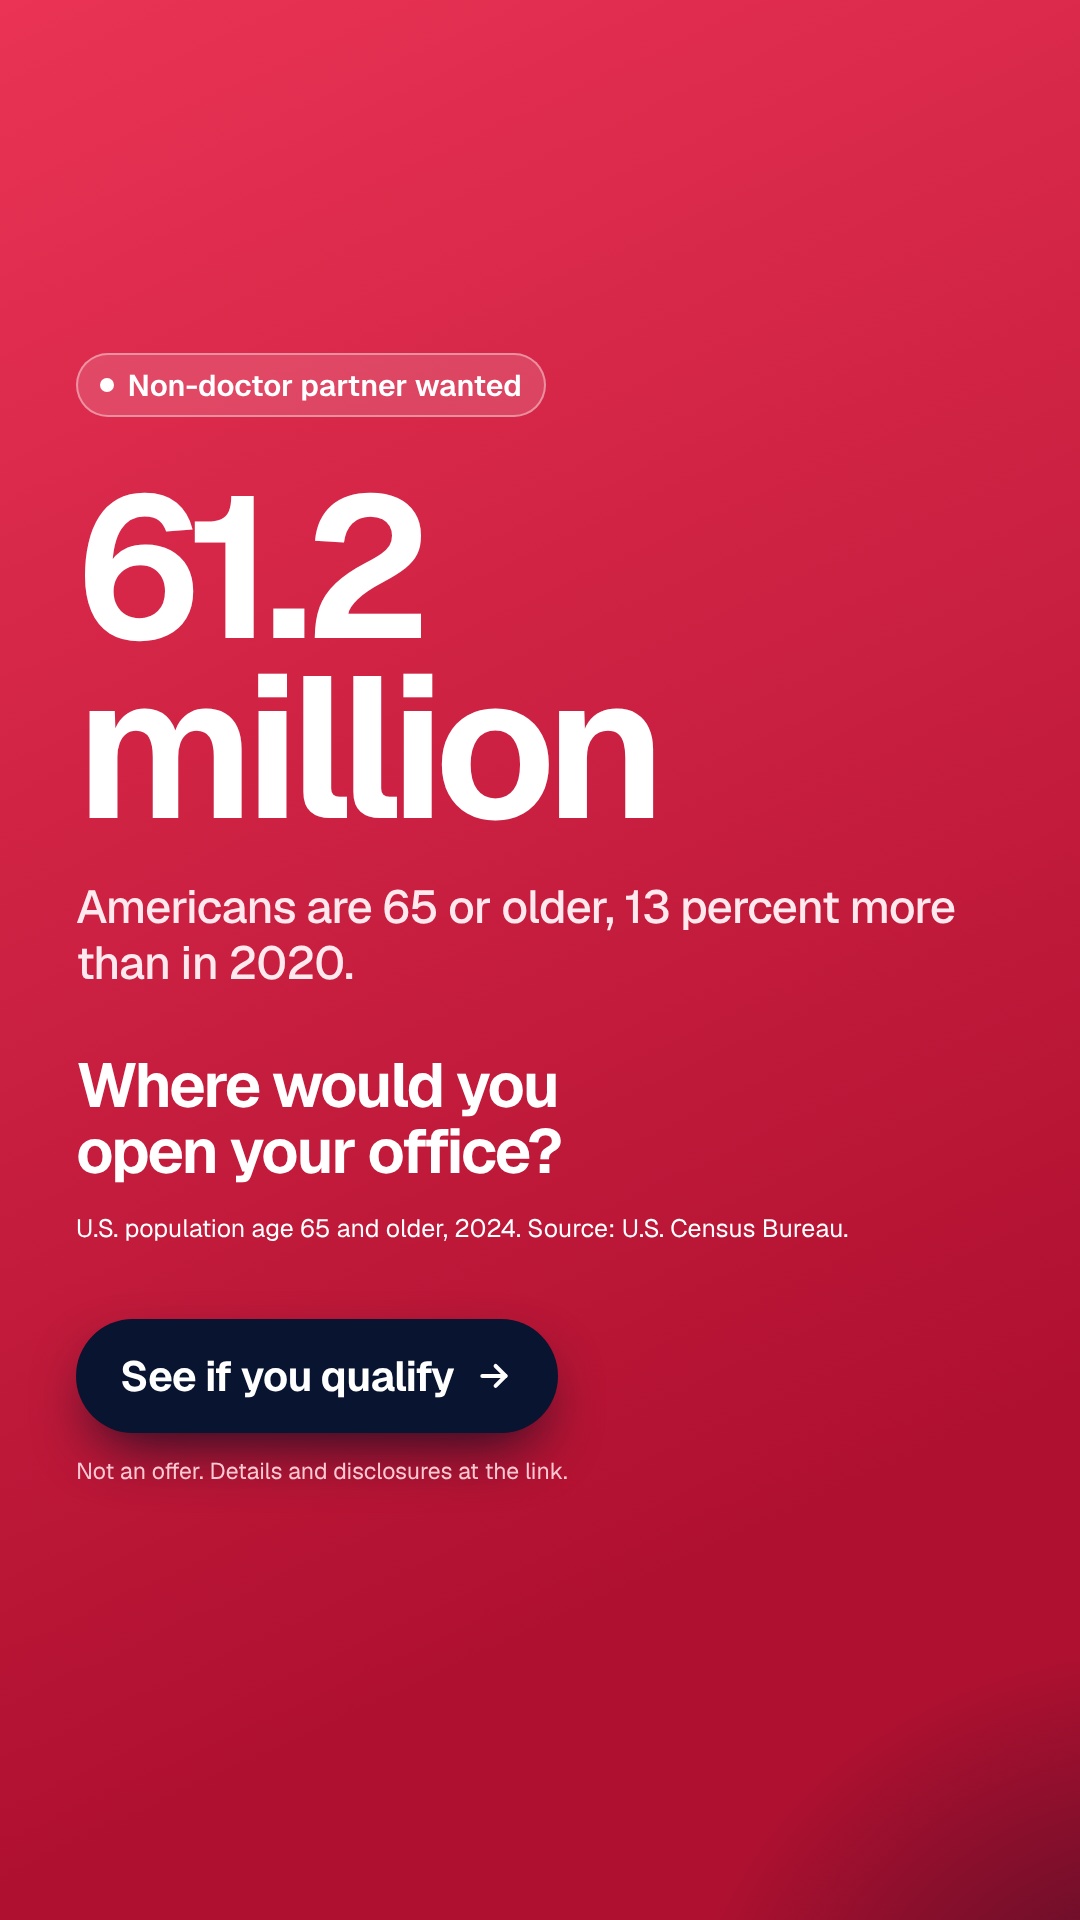 Non-doctor partner wanted
61.2
million
Americans are 65 or older, 13 percent more
than in 2020.
Where would you
open your office?
U.S. population age 65 and older, 2024. Source: U.S. Census Bureau.
See if you qualify →
Not an offer. Details and disclosures at the link.